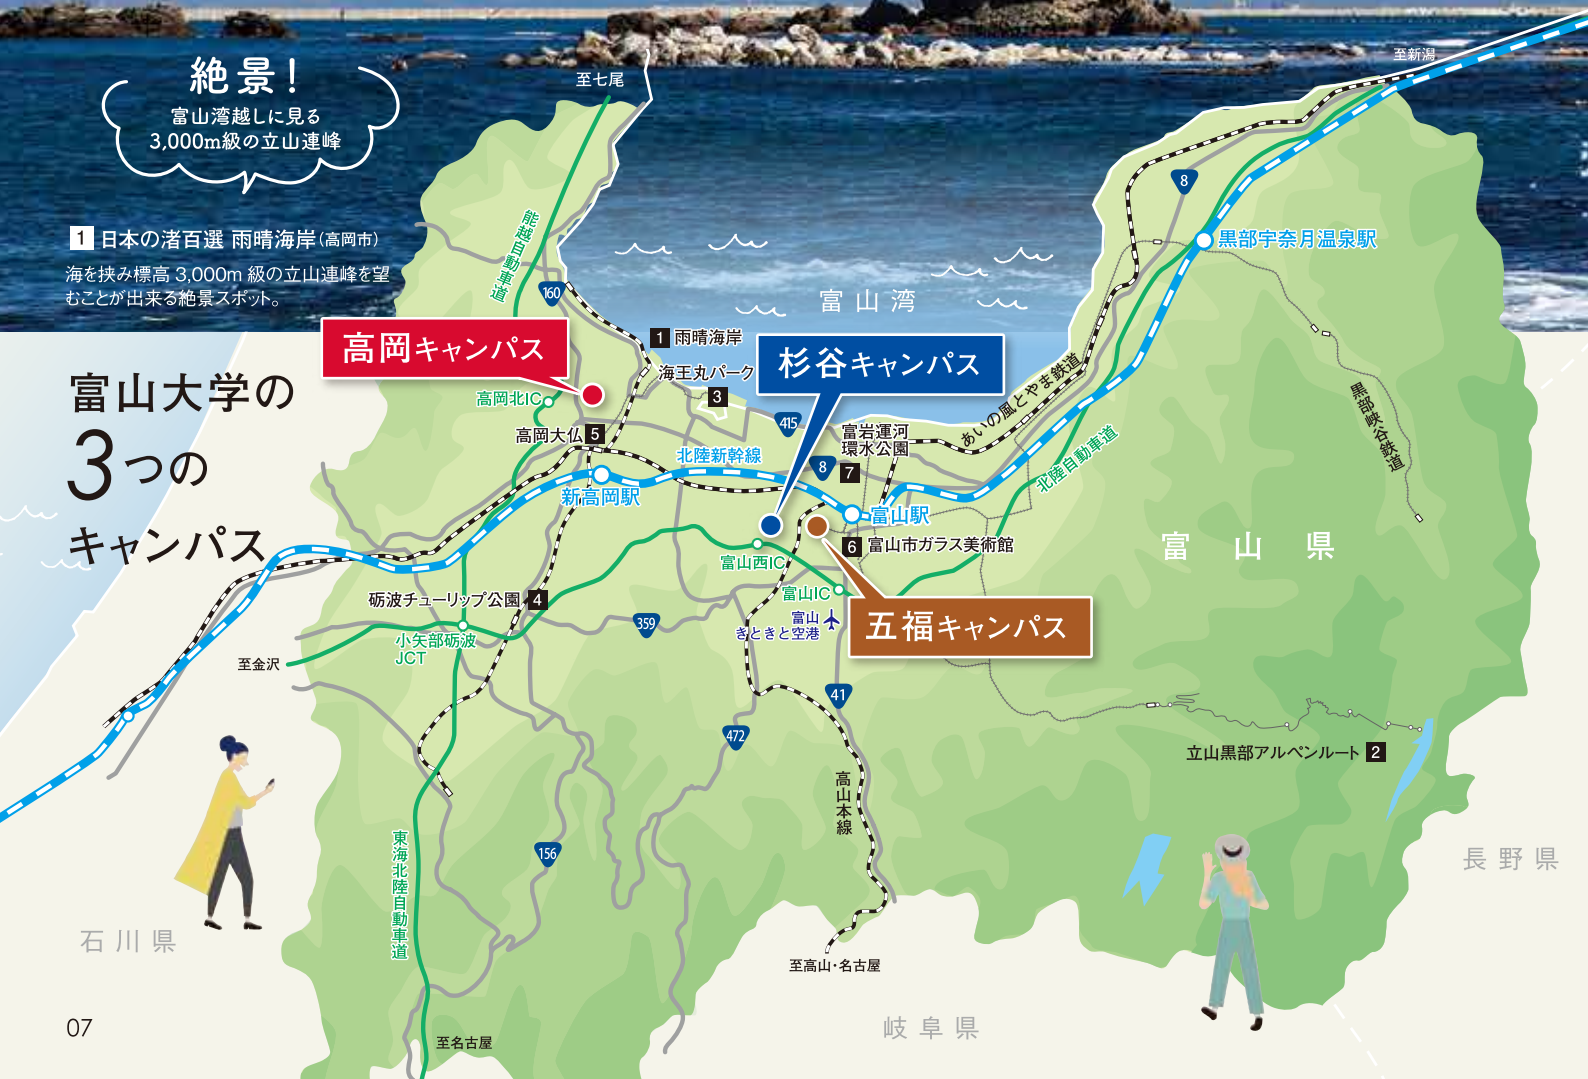 絶景！
富山湾越しに見る
3,000m級の立山連峰
1 日本の渚百選 雨晴海岸（高岡市）
海を挟み標高 3,000m 級の立山連峰を望
むことが出来る絶景スポット。
富山大学の
3つの
キャンパス
至七尾
至新潟
能越自動車道
160
8
黒部宇奈月温泉駅
富山湾
1 雨晴海岸
高岡キャンパス
杉谷キャンパス
海王丸パーク
3
高岡北IC
415
あいの風とやま鉄道
黒部峡谷鉄道
高岡大仏 5
富岩運河
環水公園
7
8
北陸新幹線
北陸自動車道
新高岡駅
富山駅
6 富山市ガラス美術館
富山県
富山西IC
富山IC
砺波チューリップ公園 4
富山
きときと空港
五福キャンパス
359
小矢部砺波
JCT
至金沢
41
472
立山黒部アルペンルート 2
高山本線
156
東海北陸自動車道
長野県
石川県
至高山・名古屋
岐阜県
至名古屋
07